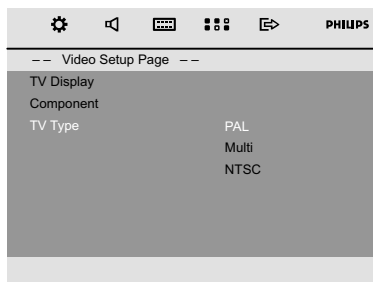 PHILIPS
-- Video Setup Page --
TV Display
Component
TV Type PAL
Multi
NTSC